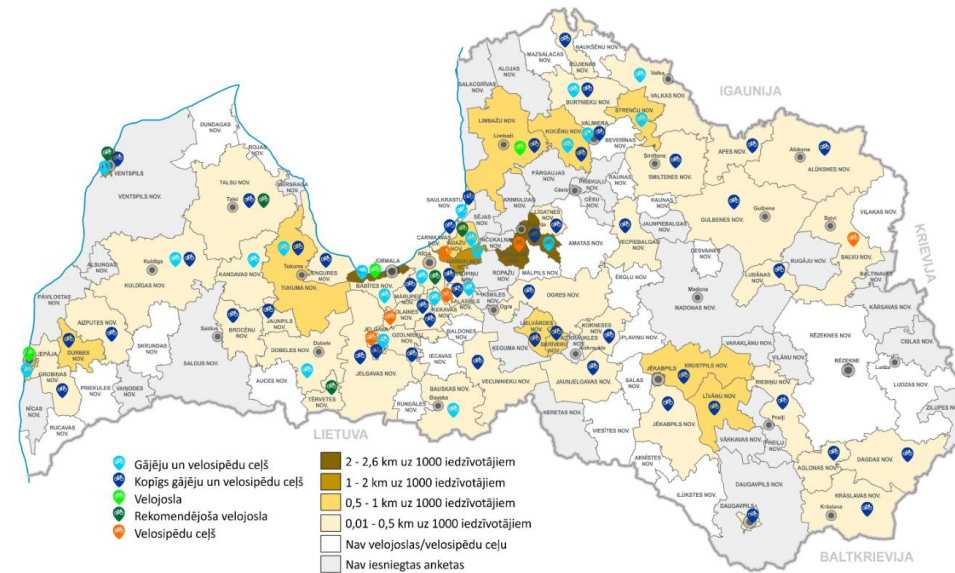 NAUKŠĒNU NOV.
MAZSALACAS NOV.
RŪJIENAS NOV.
ALOJAS NOV.
SALACGRĪVAS NOV.
Valka
VALKAS NOV.
BURTNIEKU NOV.
IGAUNIJA
STRENČU NOV.
DUNDAGAS NOV.
LIMBAŽU NOV.
KOCĒNU NOV.
VALMIERA
BEVERĪNAS NOV.
Limbaži
ROJAS NOV.
Smiltene
SMILTENES NOV.
APES NOV.
Alūksne
ALŪKSNES NOV.
VENTSPILS
VENTSPILS NOV.
PĀRGAUJAS NOV.
RAUNAS NOV.
PRIEKUĻU NOV.
Cēsis
CĒSU NOV.
TALSU NOV.
Talsi
SAULKRASTU NOV.
KRIMULDAS NOV.
SĒJAS NOV.
LĪGATNES NOV.
RAUNAS NOV.
JAUNPIEBALGAS NOV.
GULBENES NOV.
Gulbene
Balvi
VIĻAKAS NOV.
CARNIKAVAS NOV.
AMATAS NOV.
VECPIEBALGAS NOV.
KRIEVIJA
Kuldīga
KULDĪGAS NOV.
KANDAVAS NOV.
Tukums
TUKUMA NOV.
ENGURES NOV.
JŪRMALA
RĪGA
BABĪTES NOV.
ROPAŽU NOV.
MĀLPILS NOV.
ĒRGĻU NOV.
CESVAINES NOV.
LUBĀNAS NOV.
RUGĀJU NOV.
BALVU NOV.
BALTINAVAS NOV.
ALSUNGAS NOV.
PĀVILOSTAS NOV.
MĀRUPES NOV.
OLAINES NOV.
SALASPILS NOV.
Ogre
OGRES NOV.
Madona
MADONAS NOV.
KĀRSAVAS NOV.
AIZPUTES NOV.
DURBES NOV.
SKRUNDAS NOV.
Saldus
SALDUS NOV.
BROCĒNU NOV.
JAUNPILS NOV.
DOBELES NOV.
Dobele
JELGAVA
OZOLNIEKU NOV.
BALDONES NOV.
ĶEGUMA NOV.
LIELVĀRDES NOV.
KOKNESES NOV.
PĻAVIŅU NOV.
VARAKĻĀNU NOV.
VIĻĀNU NOV.
RĒZEKNES NOV.
RĒZEKNE
CIBLAS NOV.
Ludza
LUDZAS NOV.
ZILUPES NOV.
LIEPĀJA
GROBIŅAS NOV.
PRIEKULES NOV.
VAIŅODES NOV.
NĪCAS NOV.
RUCAVAS NOV.
AUCES NOV.
TĒRVETES NOV.
JELGAVAS NOV.
IECAVAS NOV.
RUNDĀLES NOV.
BAUSKAS NOV.
Bauska
VECUMNIEKU NOV.
JAUNJELGAVAS NOV.
NERETAS NOV.
SALAS NOV.
JĒKABPILS
KRUSTPILS NOV.
LĪVĀNU NOV.
RIEBIŅU NOV.
Preiļi
PREIĻU NOV.
VĀRKAVAS NOV.
JĒKABPILS NOV.
VIESĪTES NOV.
AKNĪSTES NOV.
ILŪKSTES NOV.
AGLONAS NOV.
DAGDAS NOV.
DAUGAVPILS NOV.
DAUGAVPILS
Krāslava
KRĀSLAVAS NOV.
LIETUVA
BALTKRIEVIJA
Gājēju un velosipēdu ceļš
Kopīgs gājēju un velosipēdu ceļš
Velojosla
Rekomendējoša velojosla
Velosipēdu ceļš
2 - 2,6 km uz 1000 iedzīvotājiem
1 - 2 km uz 1000 iedzīvotājiem
0,5 - 1 km uz 1000 iedzīvotājiem
0,01 - 0,5 km uz 1000 iedzīvotājiem
Nav velojoslas/velosipēdu ceļu
Nav iesniegtas anketas